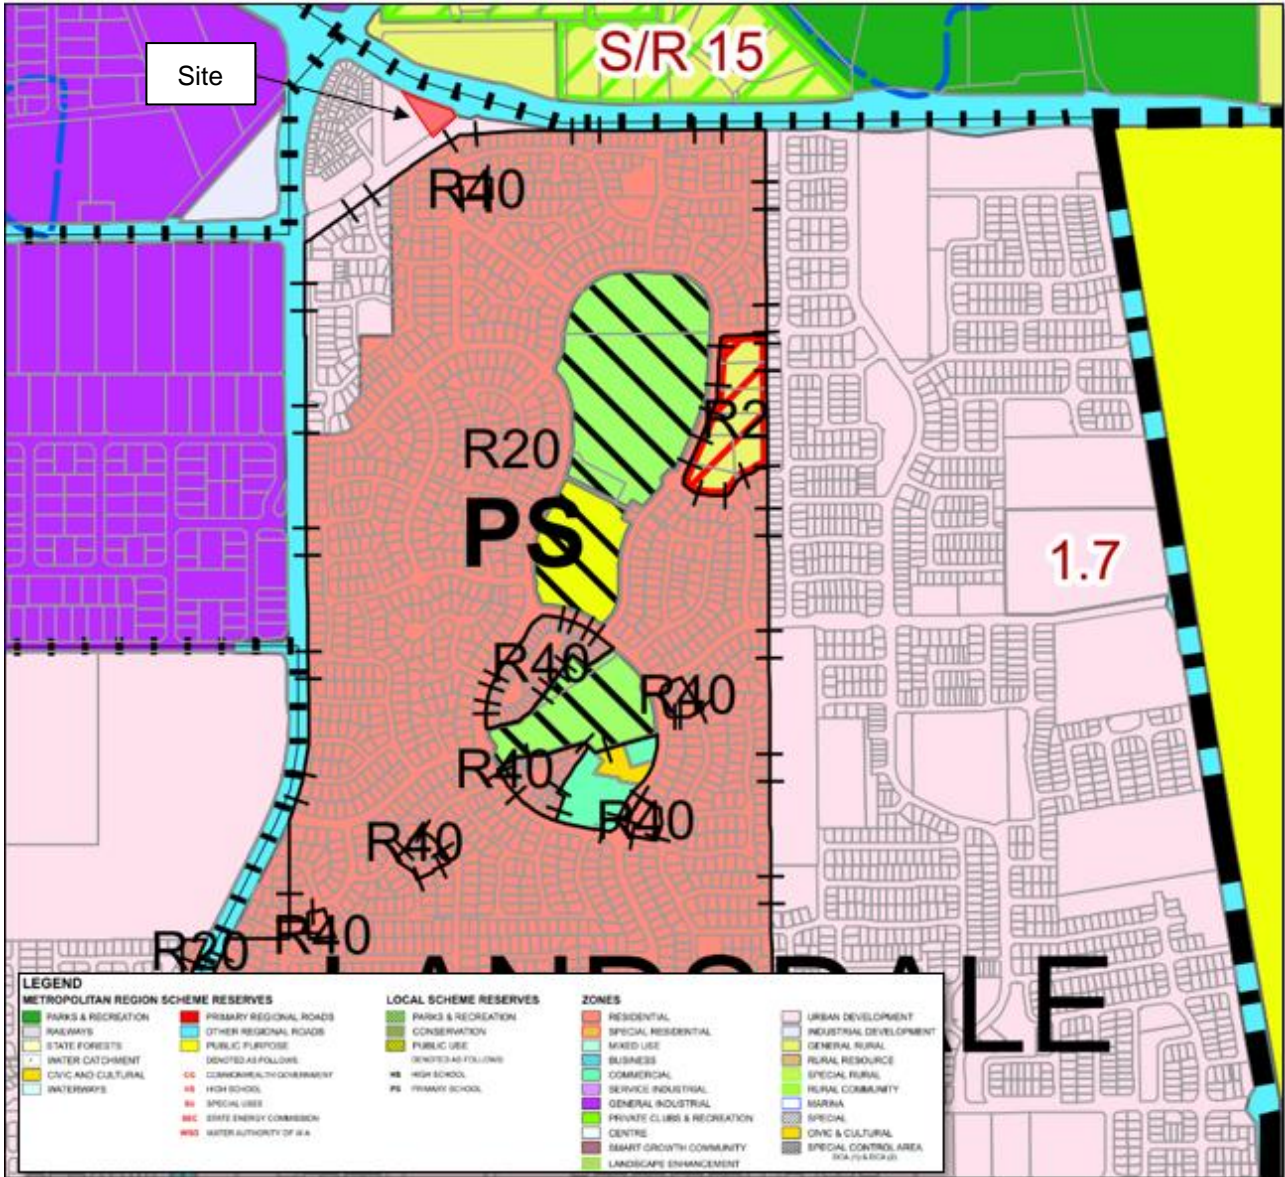 S/R 15
Site
R40
R2
R20
PS
1.7
R40
R40
R40
R40
R40
R40
R20
LANDSDALE
LEGEND
METROPOLITAN REGION SCHEME RESERVES
PARKS & RECREATION
RAILWAYS
STATE FORESTS
WATER CATCHMENT
CIVIC AND CULTURAL
WATERWAYS
PRIMARY REGIONAL ROADS
OTHER REGIONAL ROADS
PUBLIC PURPOSE
DENOTED AS FOLLOWS
CG COMMONWEALTH GOVERNMENT
HS HIGH SCHOOL
SU SPECIAL USES
SEC STATE ENERGY COMMISSION
WSD WATER AUTHORITY OF W.A
LOCAL SCHEME RESERVES
PARKS & RECREATION
CONSERVATION
PUBLIC USE
DENOTED AS FOLLOWS
HS HIGH SCHOOL
PS PRIMARY SCHOOL
ZONES
RESIDENTIAL
SPECIAL RESIDENTIAL
MIXED USE
BUSINESS
COMMERCIAL
SERVICE INDUSTRIAL
GENERAL INDUSTRIAL
PRIVATE CLUBS & RECREATION
CENTRE
SMART GROWTH COMMUNITY
LANDSCAPE ENHANCEMENT
URBAN DEVELOPMENT
INDUSTRIAL DEVELOPMENT
GENERAL RURAL
RURAL RESOURCE
SPECIAL RURAL
RURAL COMMUNITY
MARINA
SPECIAL
CIVIC & CULTURAL
SPECIAL CONTROL AREA
DCA (1) & DCA (2)